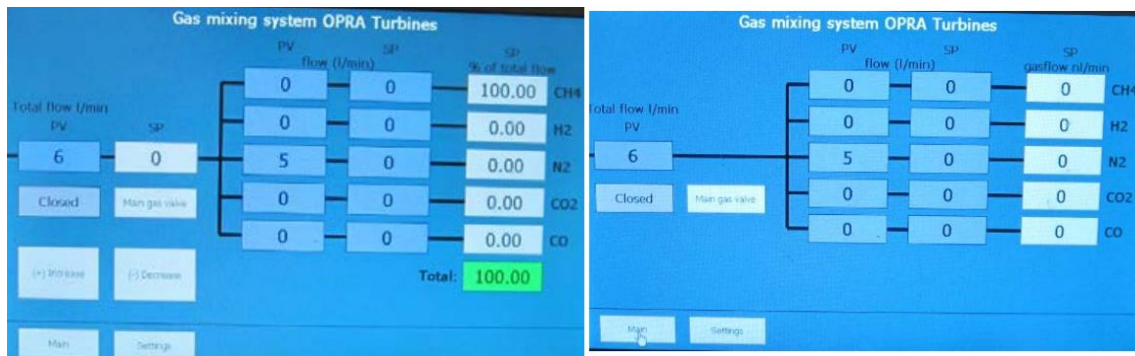 Gas mixing system OPRA Turbines
PV SP SP
flow (l/min) % of total flow
0 0 100.00 CH4
Total flow l/min
PV SP
0 0 0.00 H2
6 0 5 0 0.00 N2
Closed Main gas valve 0 0 0.00 CO2
0 0 0.00 CO
(+) Increase (-) Decrease Total: 100.00
Main Settings
Gas mixing system OPRA Turbines
PV SP SP
flow (l/min) gasflow nl/min
0 0 0 CH4
Total flow l/min
PV
0 0 0 H2
6 5 0 0 N2
Closed Main gas valve 0 0 0 CO2
0 0 0 CO
Main Settings